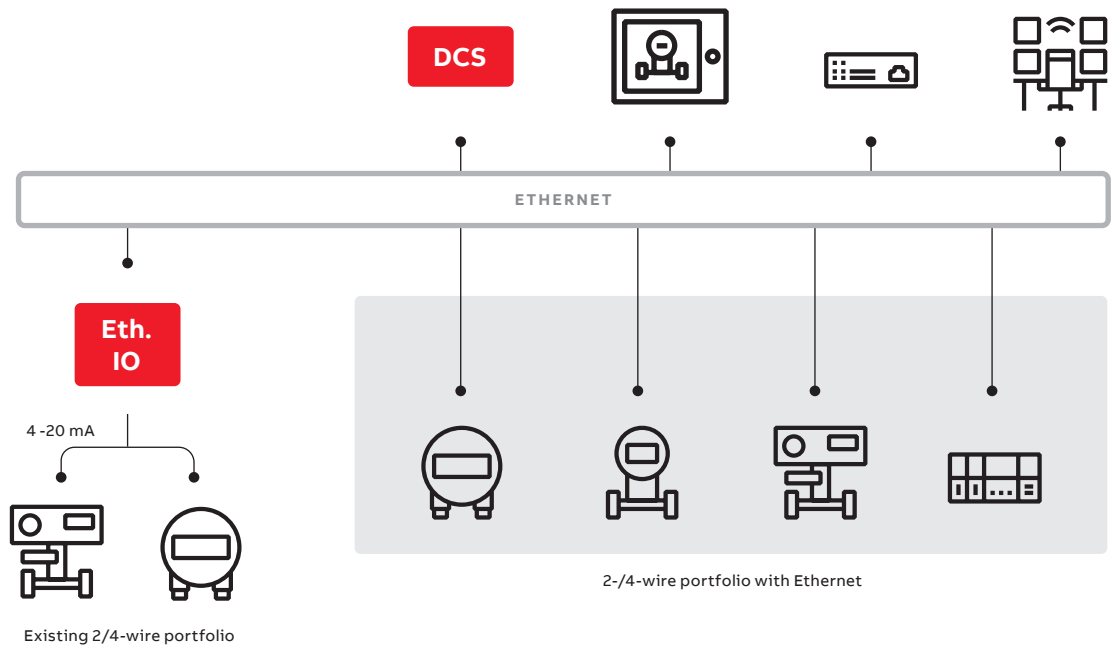 DCS
ETHERNET
Eth.
IO
4 -20 mA
2-/4-wire portfolio with Ethernet
Existing 2/4-wire portfolio